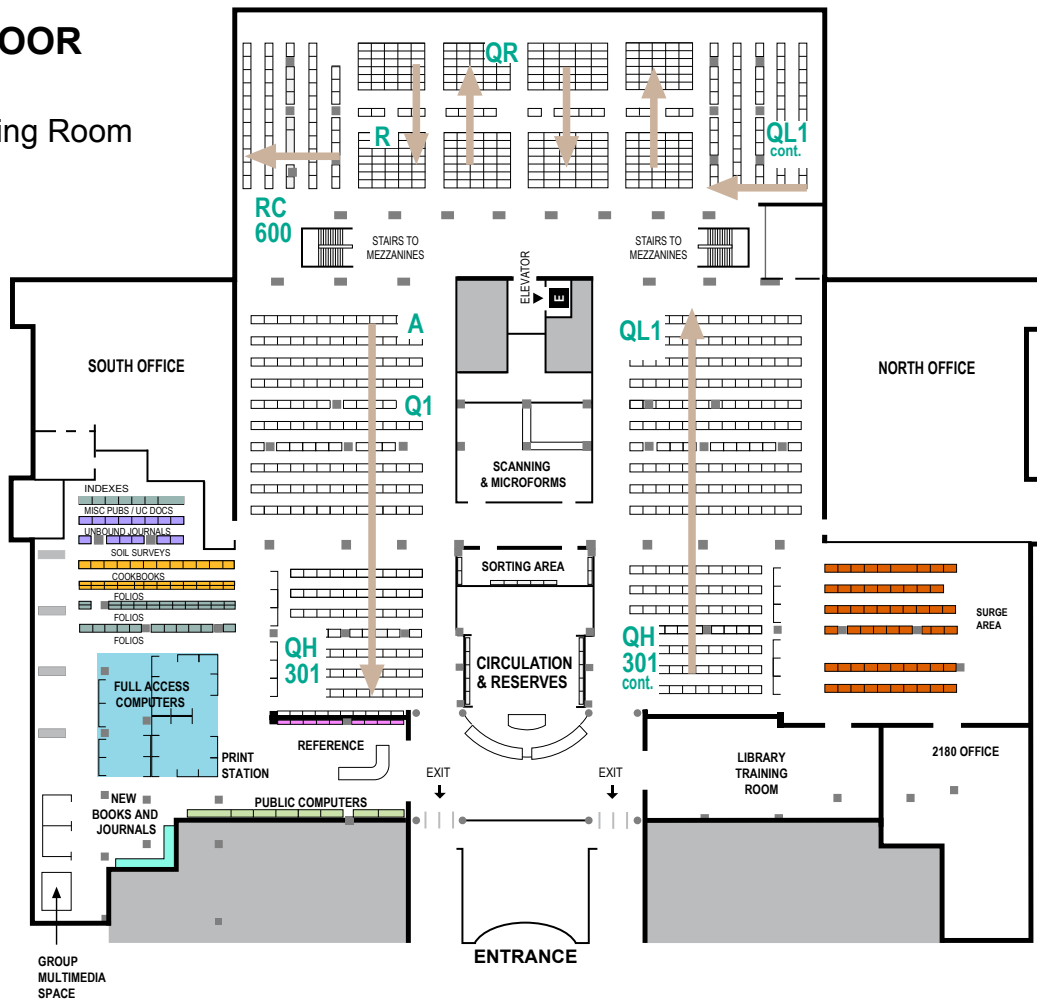 OOR
ing Room
QR
R
QL1
cont.
RC
600
STAIRS TO
MEZZANINES
ELEVATOR
E
STAIRS TO
MEZZANINES
A
QL1
SOUTH OFFICE
NORTH OFFICE
Q1
SCANNING
& MICROFORMS
INDEXES
MISC PUBS / UC DOCS
UNBOUND JOURNALS
SOIL SURVEYS
COOKBOOKS
FOLIOS
FOLIOS
FOLIOS
SORTING AREA
SURGE
AREA
QH
301
QH
301
cont.
CIRCULATION
& RESERVES
FULL ACCESS
COMPUTERS
REFERENCE
PRINT
STATION
EXIT
EXIT
LIBRARY
TRAINING
ROOM
2180 OFFICE
NEW
BOOKS AND
JOURNALS
PUBLIC COMPUTERS
ENTRANCE
GROUP
MULTIMEDIA
SPACE